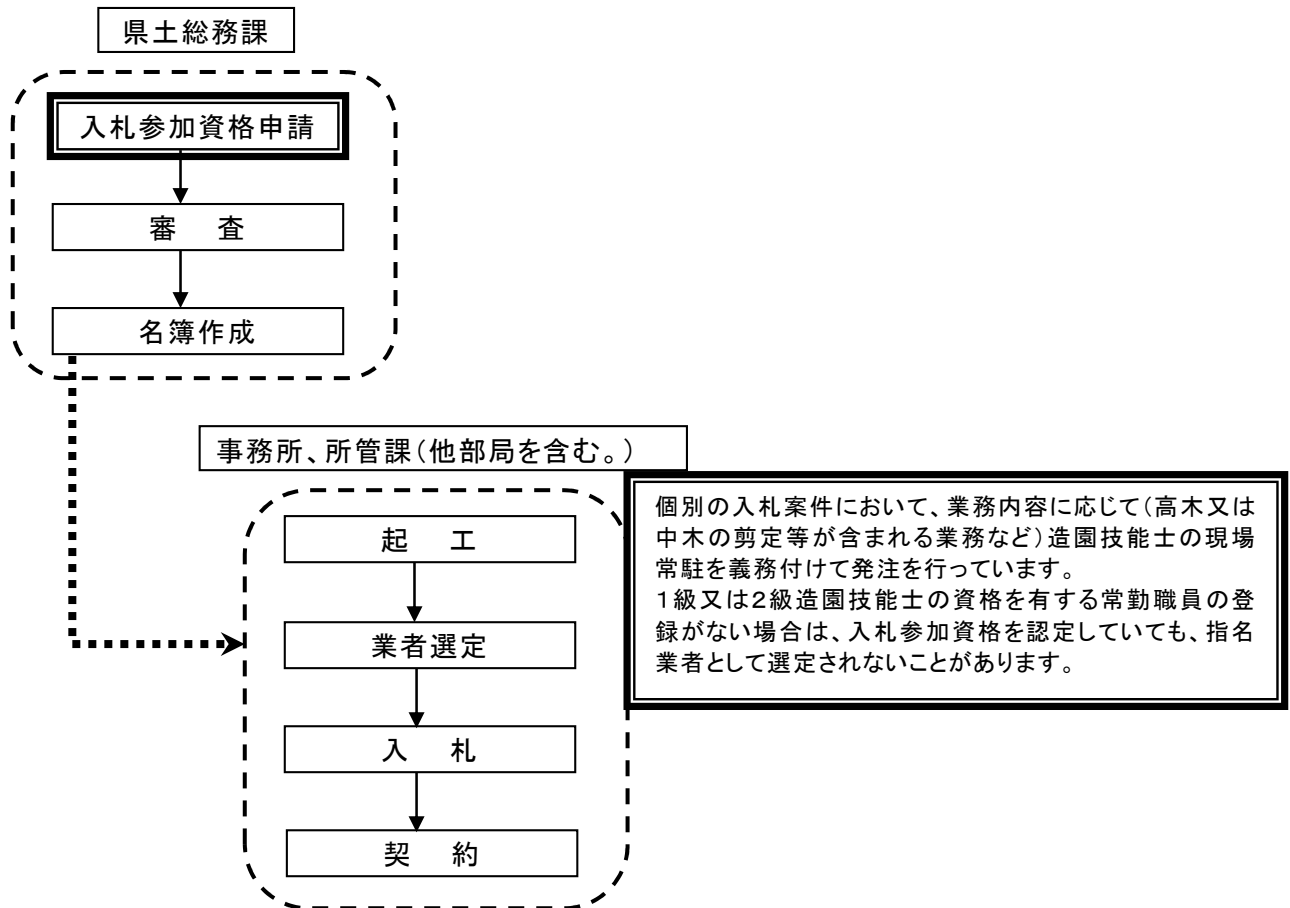 県土総務課
入札参加資格申請
審　査
名簿作成
事務所、所管課(他部局を含む。)
起　工
業者選定
入　札
契　約
個別の入札案件において、業務内容に応じて(高木又は
中木の剪定等が含まれる業務など)造園技能士の現場
常駐を義務付けて発注を行っています。
1級又は2級造園技能士の資格を有する常勤職員の登
録がない場合は、入札参加資格を認定していても、指名
業者として選定されないことがあります。